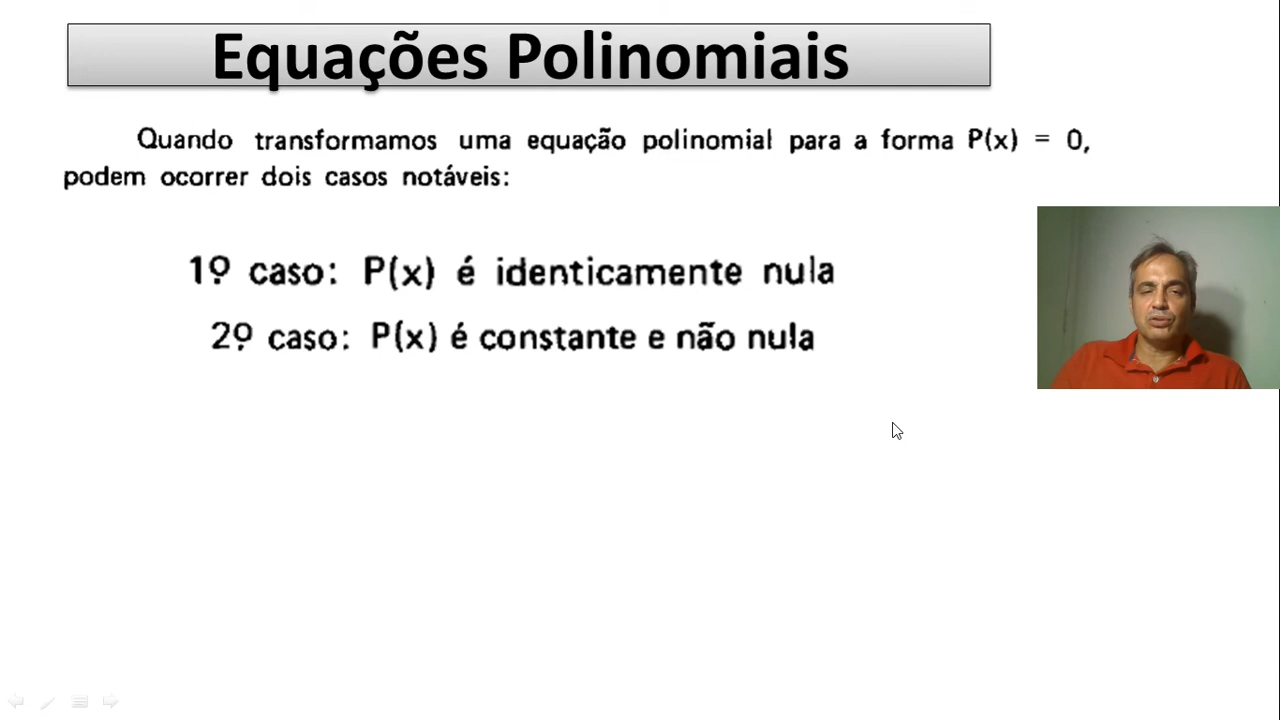 Equações Polinomiais
Quando transformamos uma equação polinomial para a forma P(x) = 0,
podem ocorrer dois casos notáveis:
1º caso: P(x) é identicamente nula
2º caso: P(x) é constante e não nula